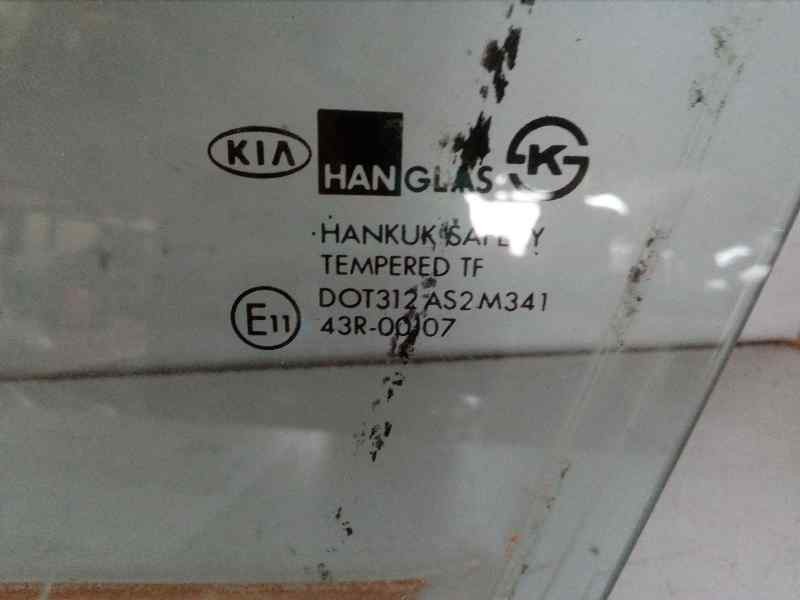 KIA HANGLAS K
HANKUK SAFETY
TEMPERED TF
DOT312 AS2 M341
E11 43R-00107